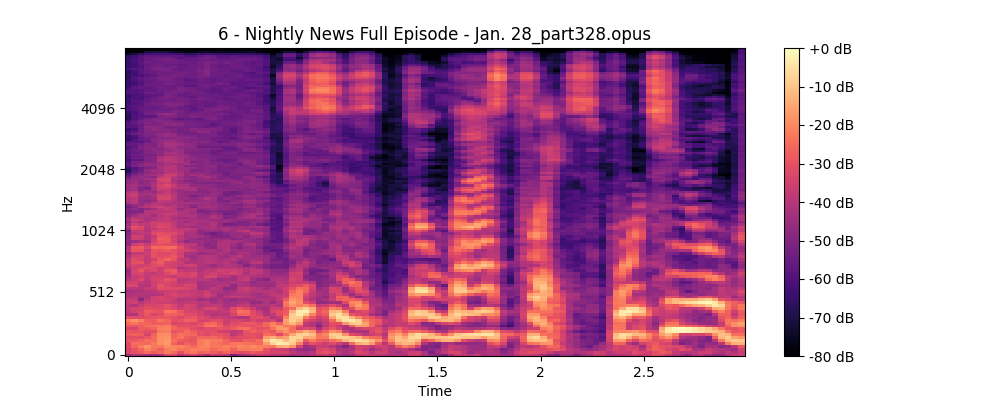 6 - Nightly News Full Episode - Jan. 28_part328.opus
Hz
4096
2048
1024
512
0
0
0.5
1
1.5
2
2.5
Time
+0 dB
-10 dB
-20 dB
-30 dB
-40 dB
-50 dB
-60 dB
-70 dB
-80 dB